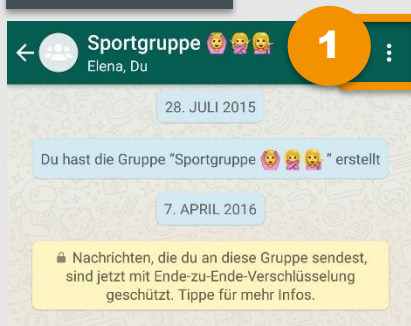 Sportgruppe 🙆🙅💁
1
Elena, Du
28. JULI 2015
Du hast die Gruppe "Sportgruppe 🙆🙅💁" erstellt
7. APRIL 2016
🔒 Nachrichten, die du an diese Gruppe sendest,
sind jetzt mit Ende-zu-Ende-Verschlüsselung
geschützt. Tippe für mehr Infos.